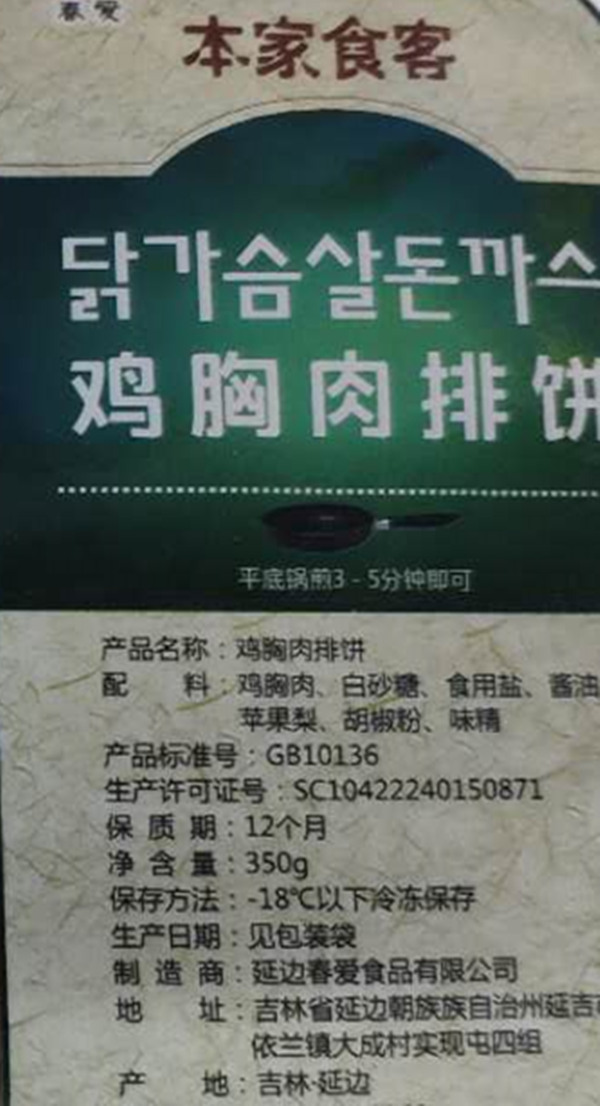 春爱
本家食客
닭가슴살돈까스
鸡胸肉排饼
平底锅煎3-5分钟即可
产品名称：鸡胸肉排饼
配料：鸡胸肉、白砂糖、食用盐、酱油
苹果梨、胡椒粉、味精
产品标准号：GB10136
生产许可证号：SC10422240150871
保质期：12个月
净含量：350g
保存方法：-18℃以下冷冻保存
生产日期：见包装袋
制造商：延边春爱食品有限公司
地址：吉林省延边朝族族自治州延吉
依兰镇大成村实现屯四组
产地：吉林·延边